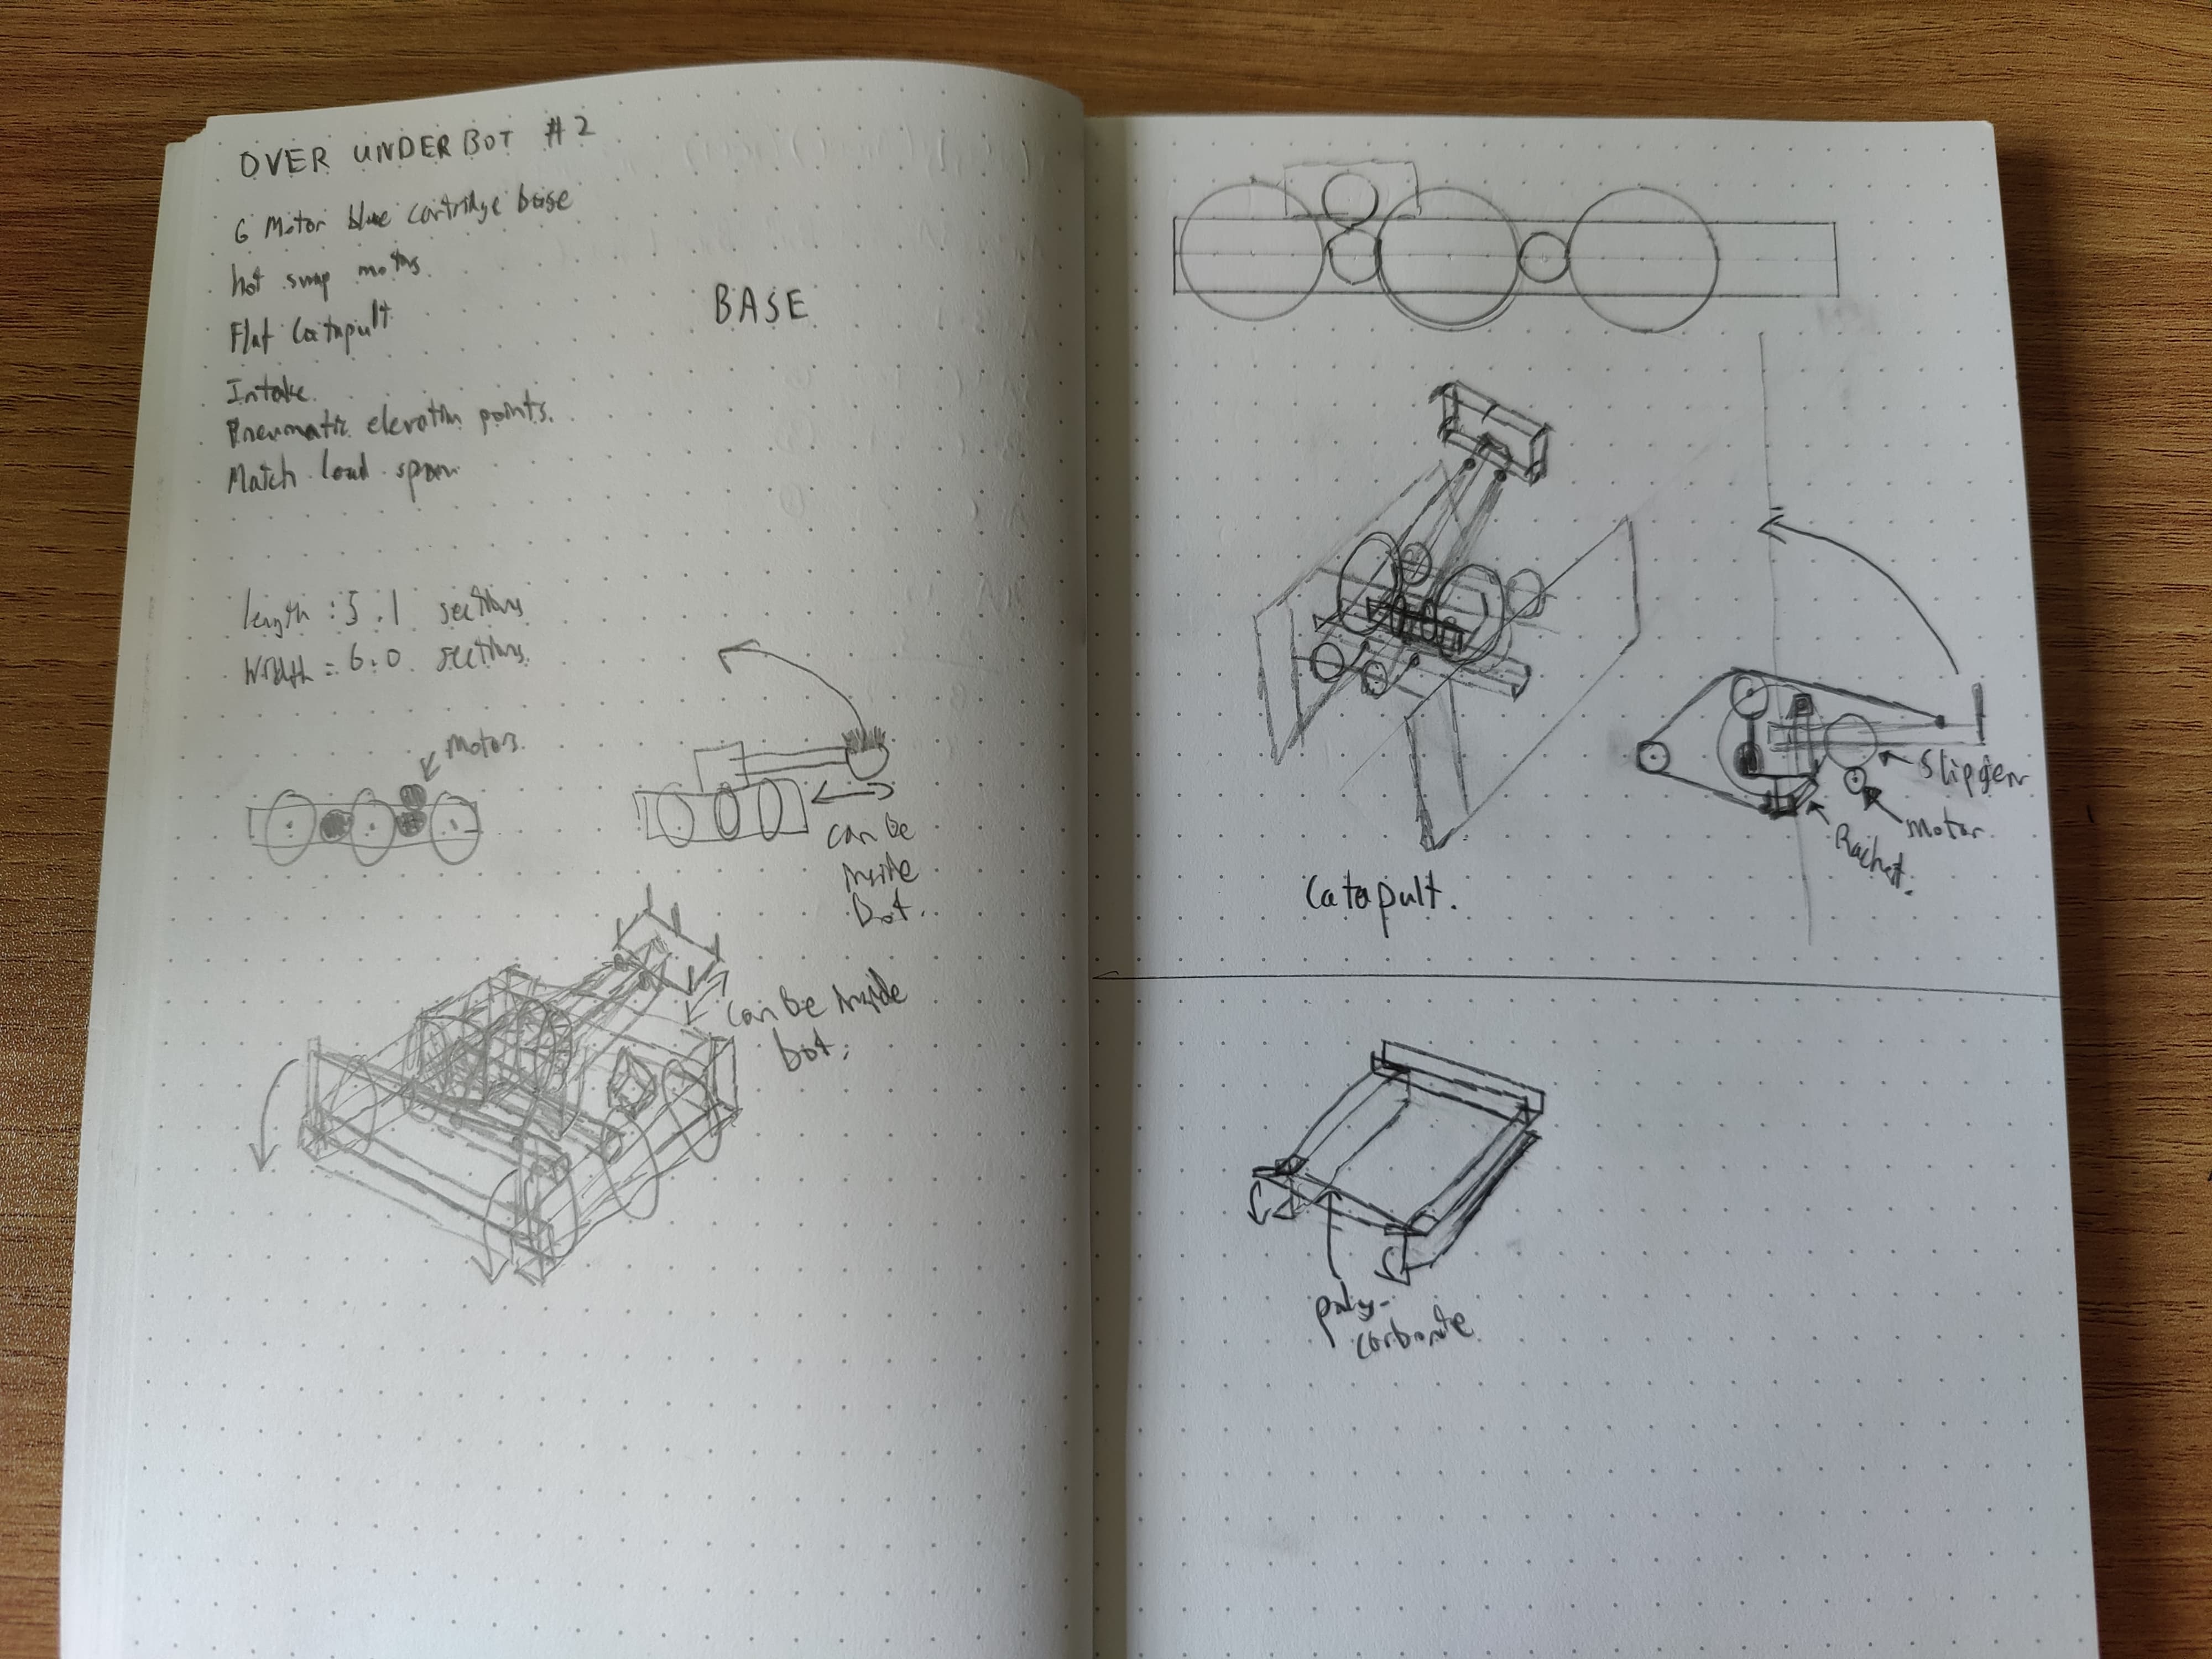 OVER UNDER BOT #2
6 Motor blue cartridge base
hot swap motors
Flat Catapult
Intake
Pneumatic elevation points.
Match load
length: 5.1 sections
Width = 6.0 sections
BASE
Motors
can be
inside
bot.
can be inside
bot.
Slipgear
Motor
Rachet.
Catapult.
poly-
carbonate